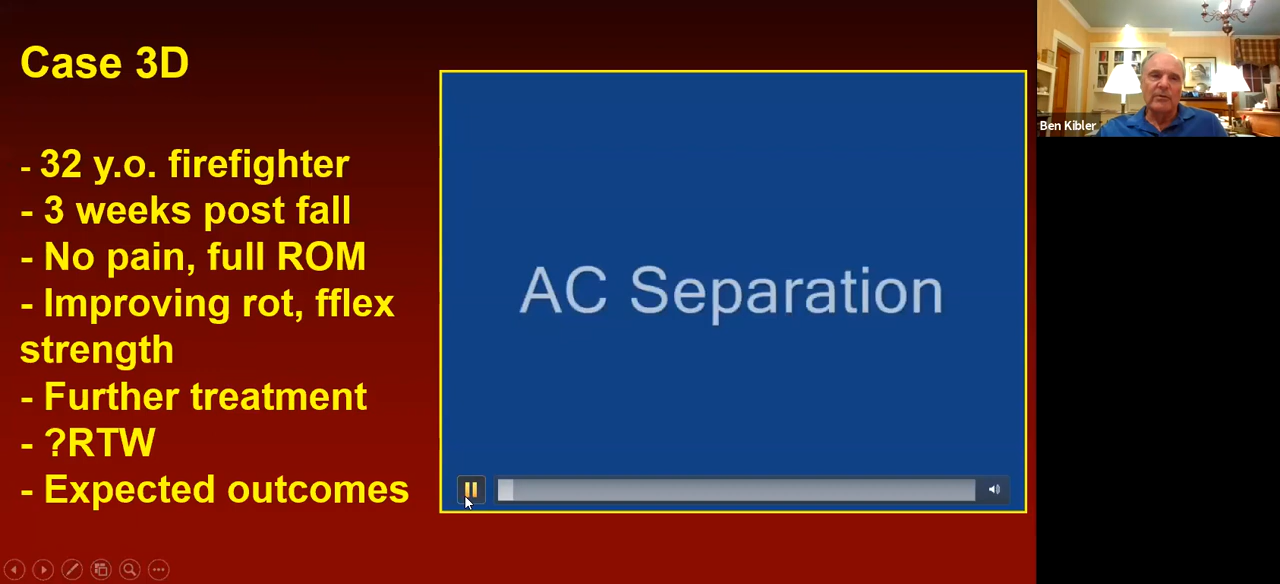 Case 3D
- 32 y.o. firefighter
- 3 weeks post fall
- No pain, full ROM
- Improving rot, fflex
strength
- Further treatment
- ?RTW
- Expected outcomes
AC Separation
Ben Kibler